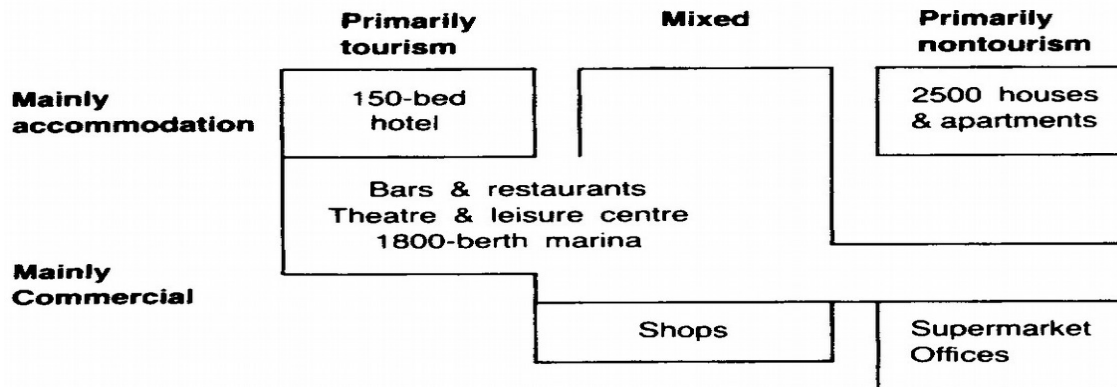 Primarily
tourism
Mixed
Primarily
nontourism
Mainly
accommodation
150-bed
hotel
2500 houses
& apartments
Bars & restaurants
Theatre & leisure centre
1800-berth marina
Mainly
Commercial
Shops
Supermarket
Offices